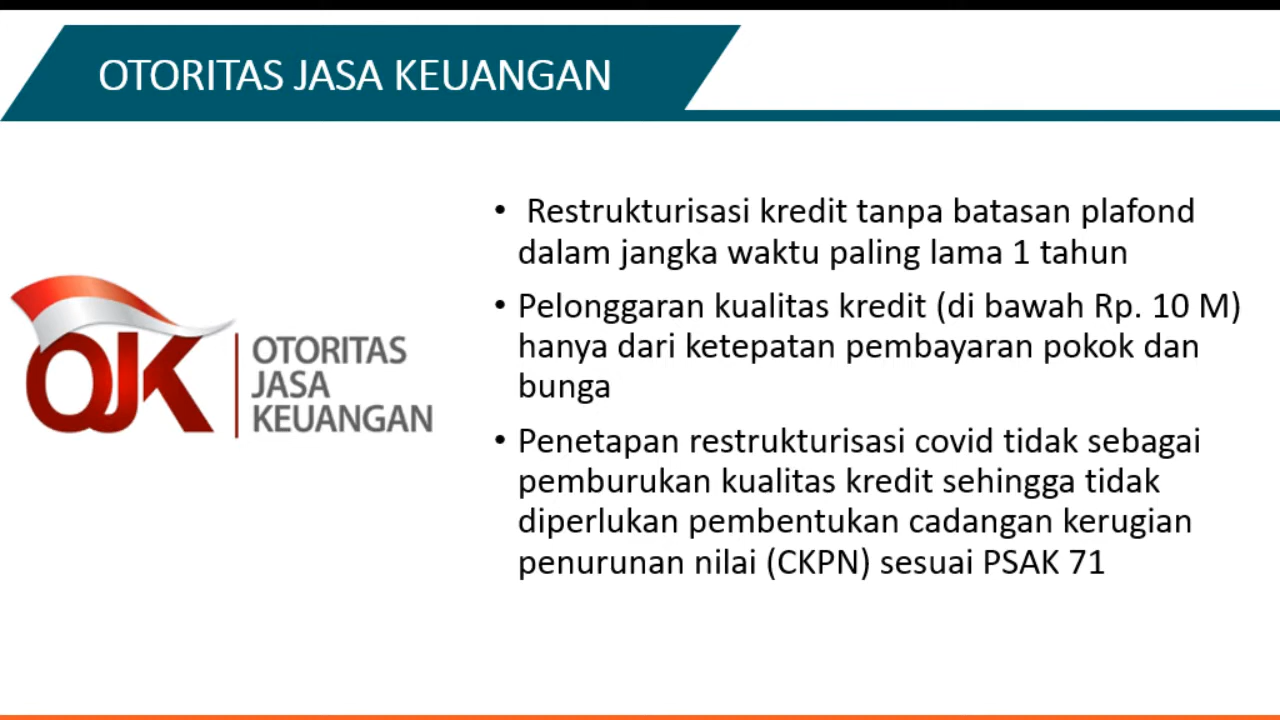 OTORITAS JASA KEUANGAN
OJK
OTORITAS
JASA
KEUANGAN
• Restrukturisasi kredit tanpa batasan plafond
dalam jangka waktu paling lama 1 tahun
• Pelonggaran kualitas kredit (di bawah Rp. 10 M)
hanya dari ketepatan pembayaran pokok dan
bunga
• Penetapan restrukturisasi covid tidak sebagai
pemburukan kualitas kredit sehingga tidak
diperlukan pembentukan cadangan kerugian
penurunan nilai (CKPN) sesuai PSAK 71